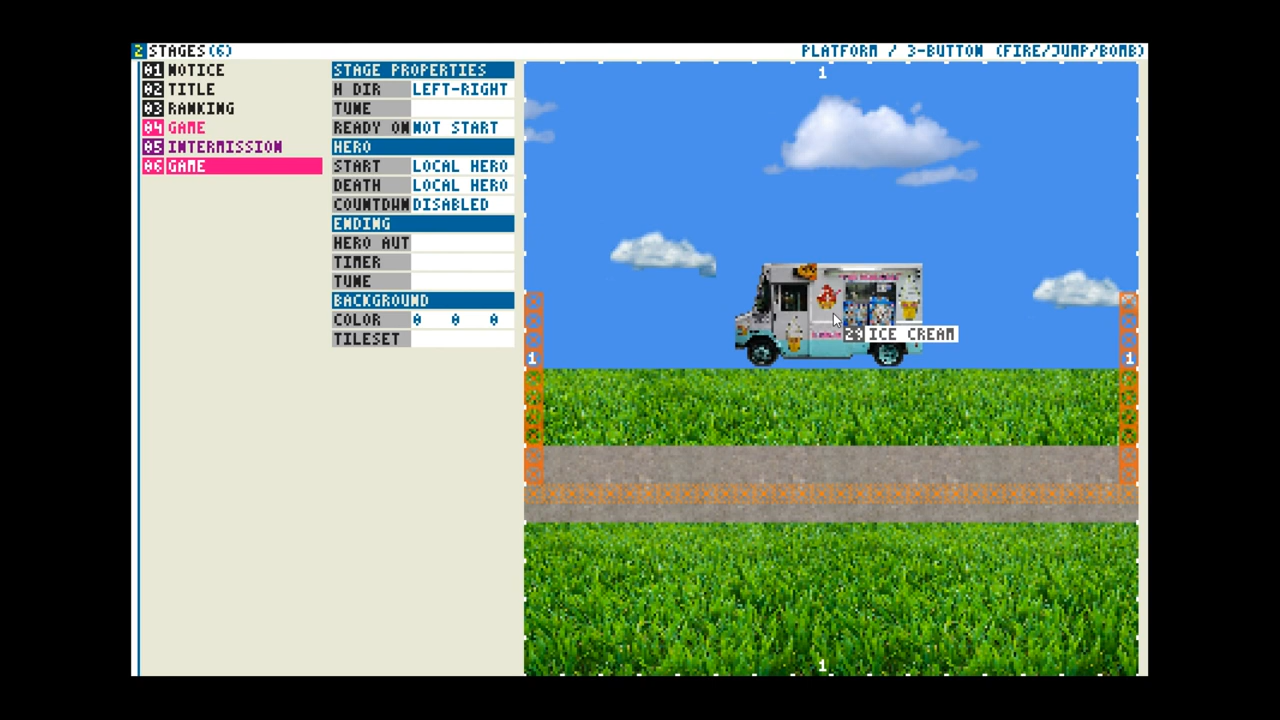 2 STAGES(6)
PLATFORM / 3-BUTTON (FIRE/JUMP/BOMB)
01 NOTICE
02 TITLE
03 RANKING
04 GAME
05 INTERMISSION
06 GAME
STAGE PROPERTIES
H DIR LEFT-RIGHT
TUNE
READY ON NOT START
HERO
START LOCAL HERO
DEATH LOCAL HERO
COUNTDWN DISABLED
ENDING
HERO AUT
TIMER
TUNE
BACKGROUND
COLOR 0 0 0
TILESET
1
29 ICE CREAM
1
1
1